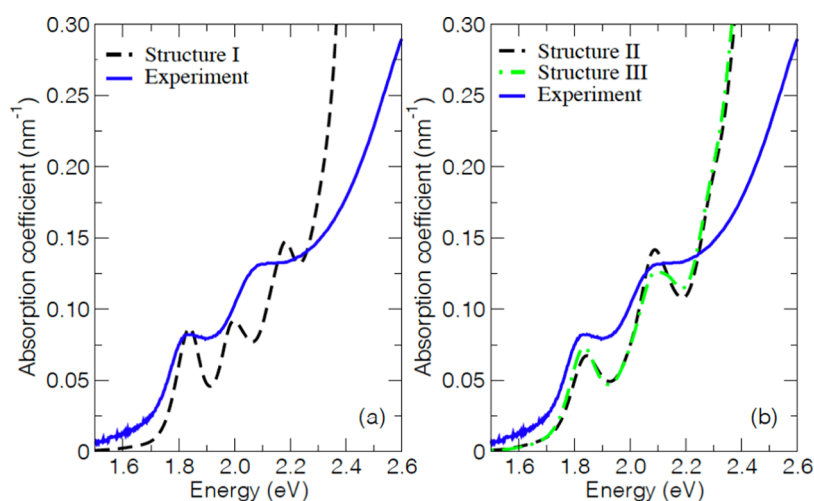 0.30
0.25
0.20
0.15
0.10
0.05
0
Absorption coefficient (nm-1)
Structure I
Experiment
(a)
1.6 1.8 2.0 2.2 2.4 2.6
Energy (eV)
0.30
0.25
0.20
0.15
0.10
0.05
0
Absorption coefficient (nm-1)
Structure II
Structure III
Experiment
(b)
1.6 1.8 2.0 2.2 2.4 2.6
Energy (eV)